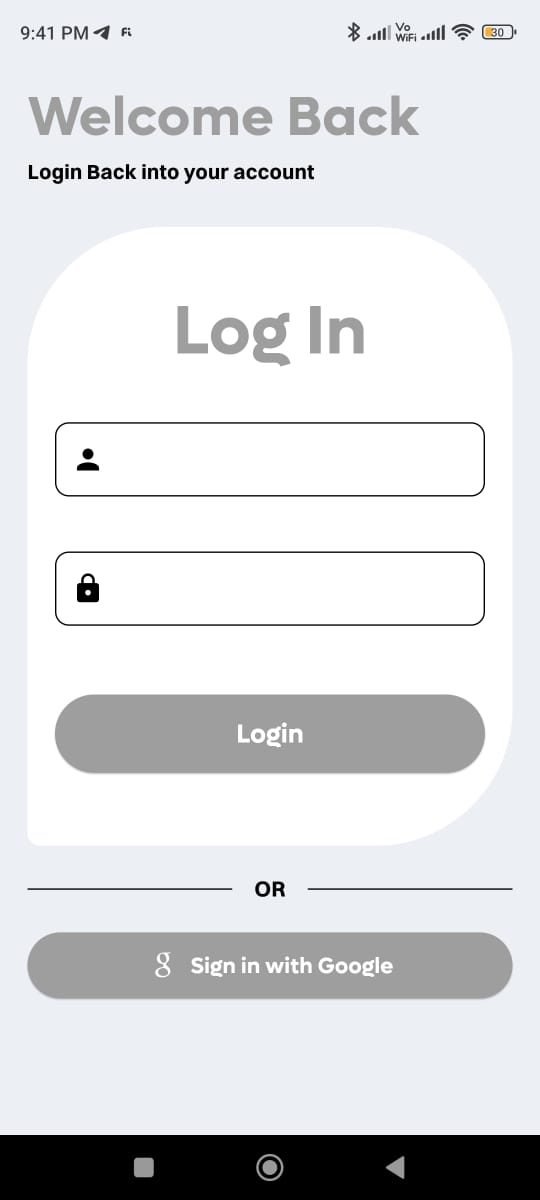 9:41 PM Fi Vo WiFi 30
Welcome Back
Login Back into your account
Log In
Login
OR
g Sign in with Google